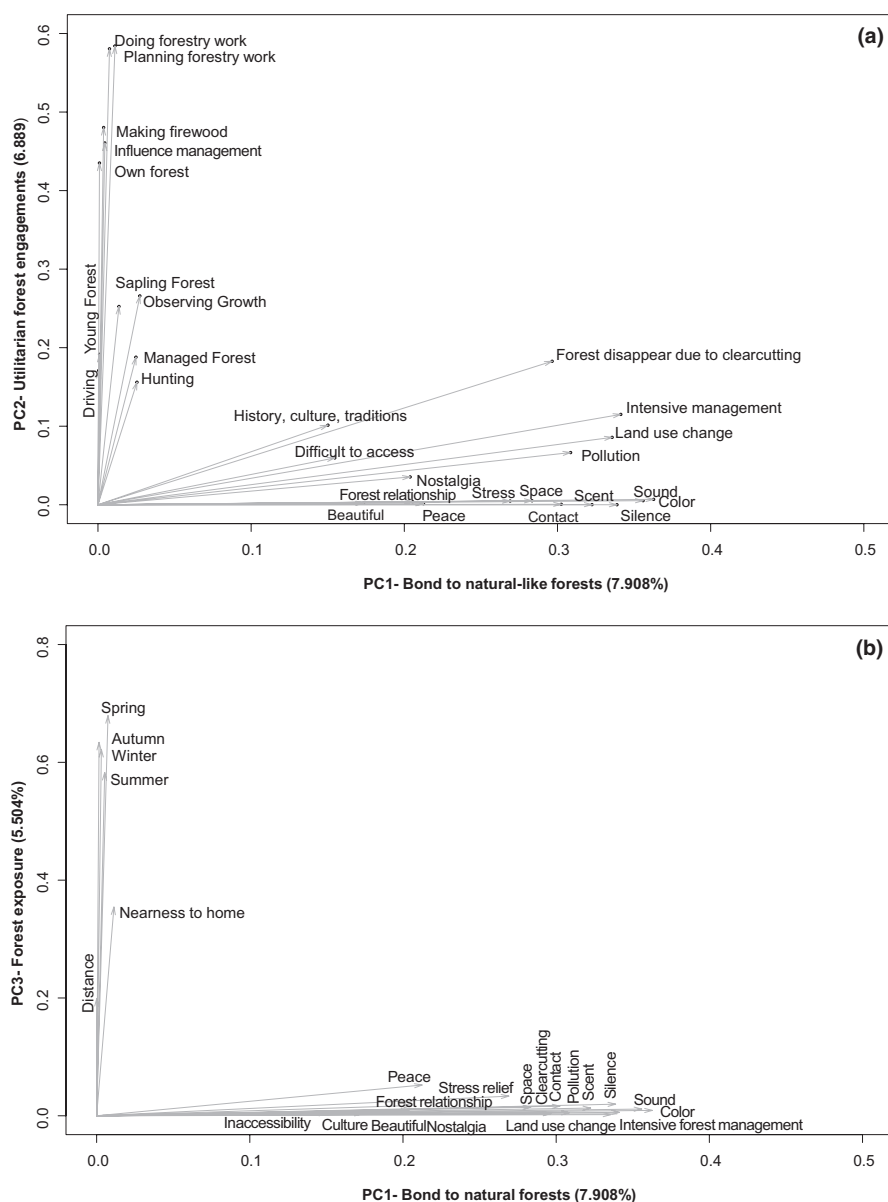 (a)
PC2- Utilitarian forest engagements (6.889)
0.6
0.5
0.4
0.3
0.2
0.1
0.0
Doing forestry work
Planning forestry work
Making firewood
Influence management
Own forest
Young Forest
Driving
Sapling Forest
Observing Growth
Managed Forest
Hunting
Forest disappear due to clearcutting
History, culture, traditions
Intensive management
Land use change
Difficult to access
Pollution
Nostalgia
Forest relationship
Stress
Space
Scent
Sound
Color
Beautiful
Peace
Contact
Silence
0.0 0.1 0.2 0.3 0.4 0.5
PC1- Bond to natural-like forests (7.908%)
(b)
PC3- Forest exposure (5.504%)
0.8
0.6
0.4
0.2
0.0
Spring
Autumn
Winter
Summer
Nearness to home
Distance
Peace
Stress relief
Forest relationship
Space
Clearcutting
Contact
Pollution
Scent
Silence
Sound
Color
Inaccessibility
Culture
Beautiful
Nostalgia
Land use change
Intensive forest management
0.0 0.1 0.2 0.3 0.4 0.5
PC1- Bond to natural forests (7.908%)